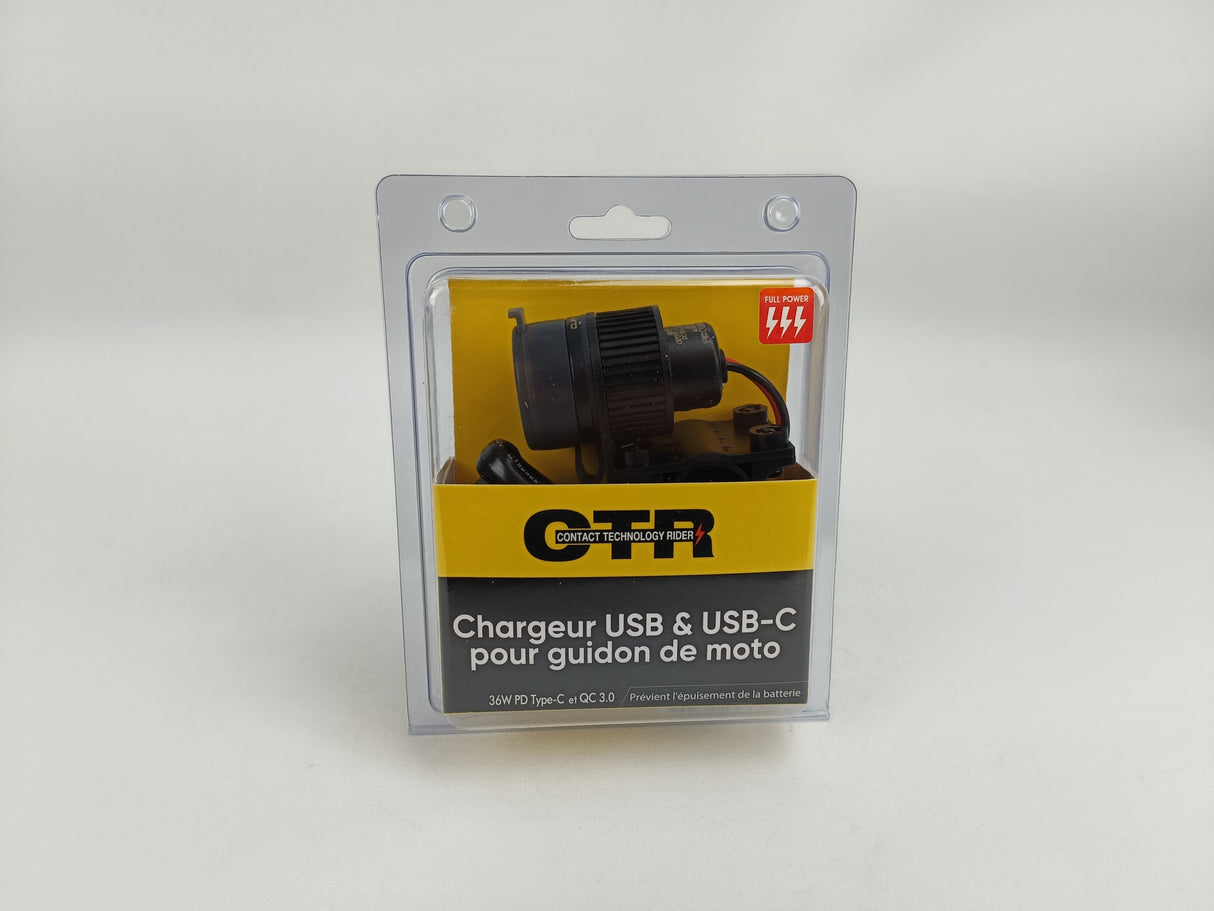 FULL POWER
CTR
CONTACT TECHNOLOGY RIDER
Chargeur USB & USB-C
pour guidon de moto
36W PD Type-C et QC 3.0
Prévient l'épuisement de la batterie